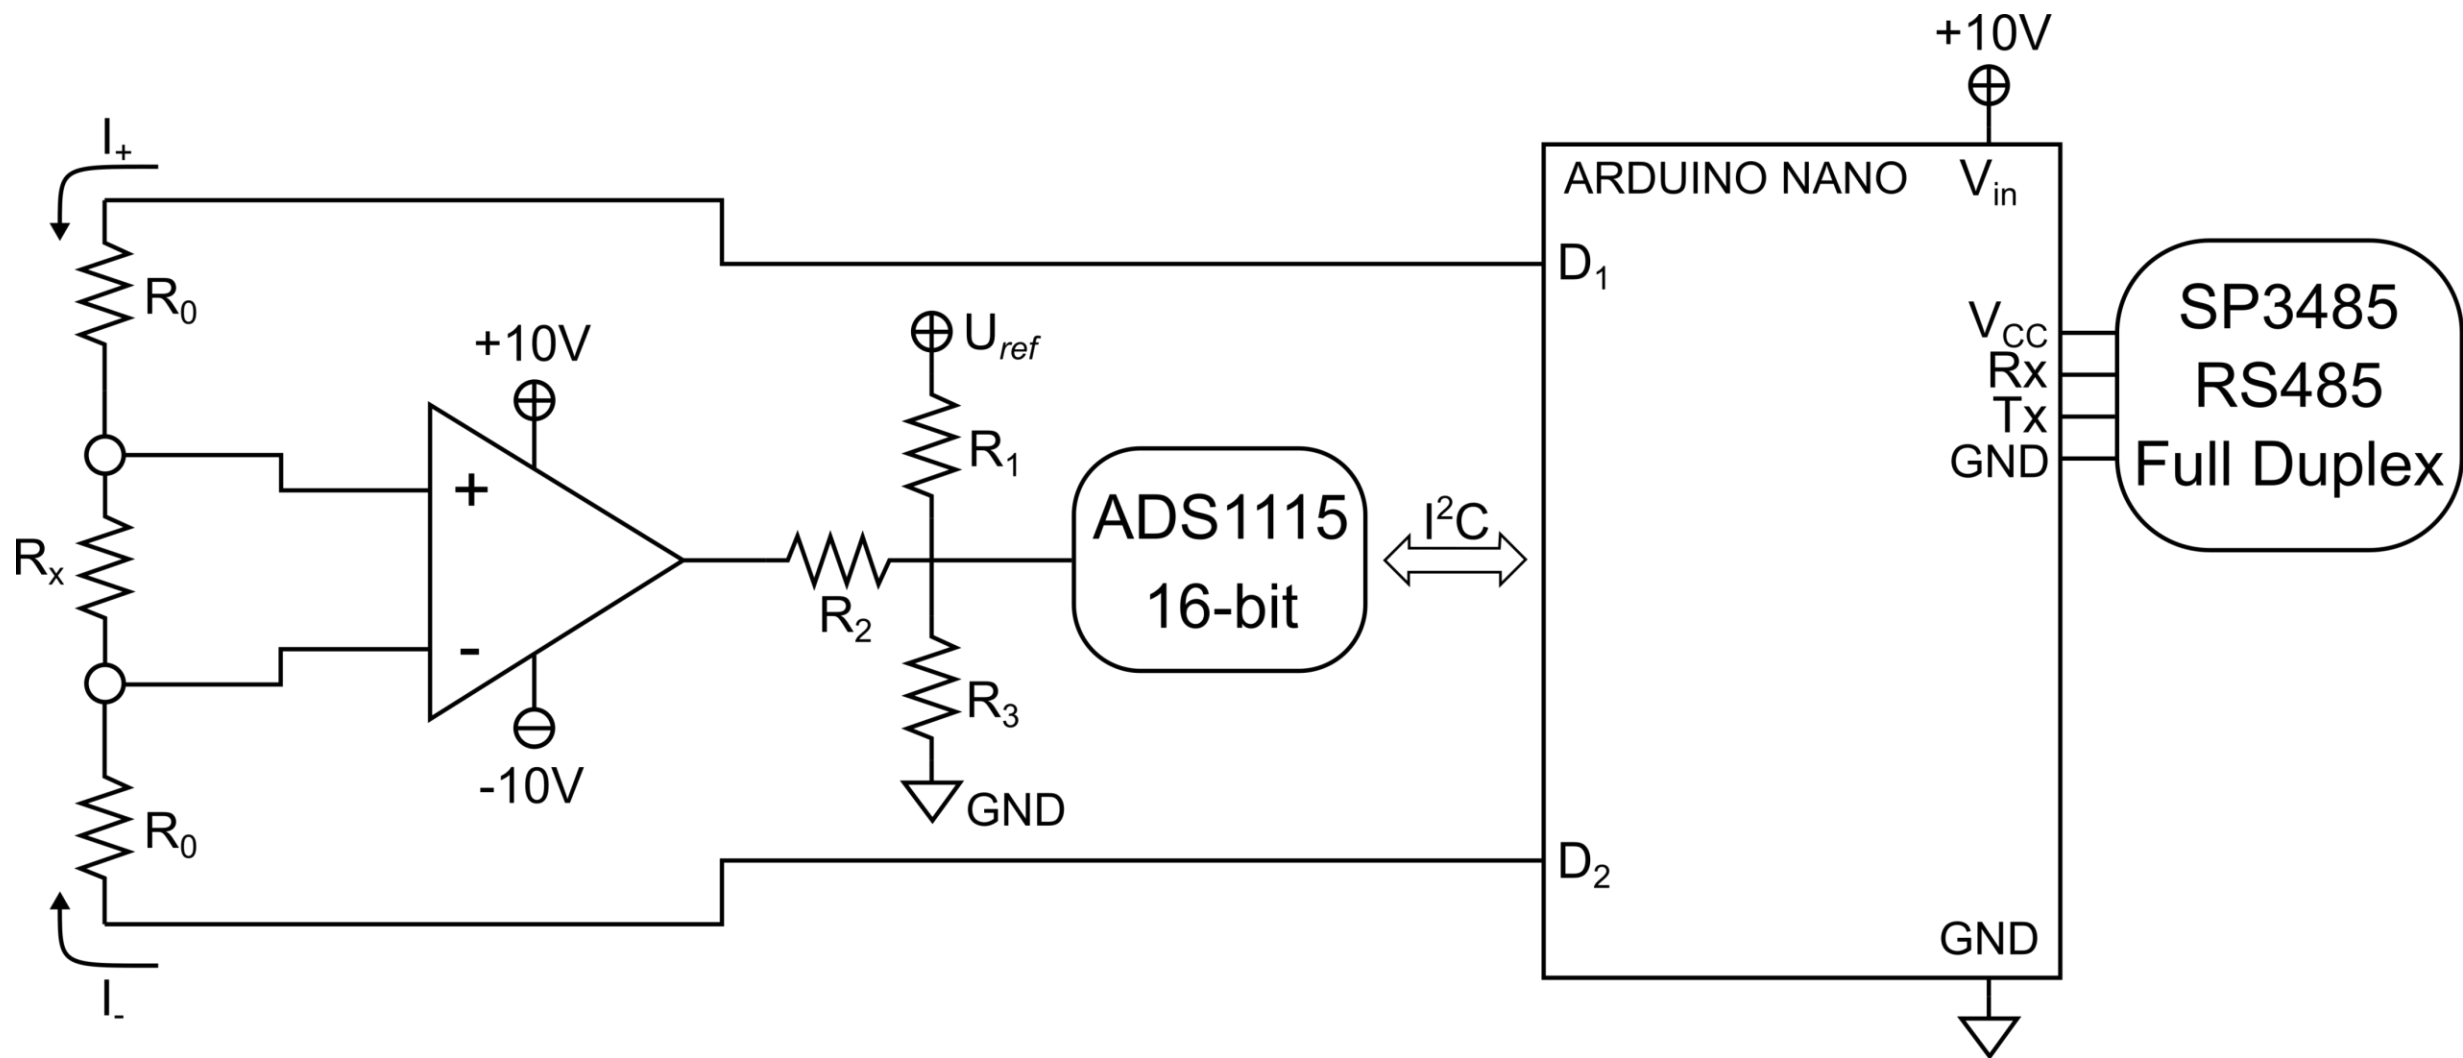 +10V
I+
ARDUINO NANO
Vin
D1
R0
+10V
Uref
VCC
Rx
Tx
GND
SP3485
RS485
Full Duplex
+
R1
ADS1115
16-bit
I²C
Rx
R2
-
R3
-10V
GND
R0
D2
GND
I-